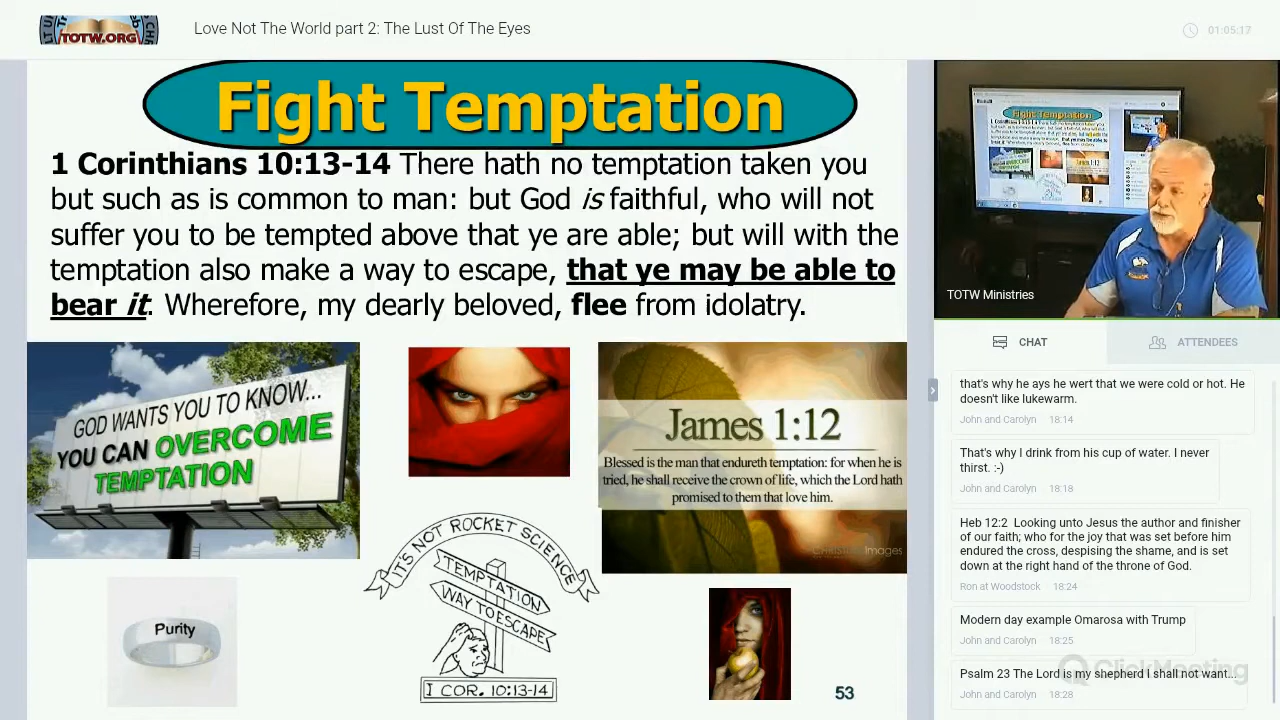 TOTW.ORG
Love Not The World part 2: The Lust Of The Eyes
01:05:17
Fight Temptation
1 Corinthians 10:13-14 There hath no temptation taken you
but such as is common to man: but God is faithful, who will not
suffer you to be tempted above that ye are able; but will with the
temptation also make a way to escape, that ye may be able to
bear it. Wherefore, my dearly beloved, flee from idolatry.
GOD WANTS YOU TO KNOW...
YOU CAN OVERCOME
TEMPTATION
James 1:12
Blessed is the man that endureth temptation: for when he is
tried, he shall receive the crown of life, which the Lord hath
promised to them that love him.
Purity
IT'S NOT ROCKET SCIENCE
TEMPTATION
WAY TO ESCAPE
I COR. 10:13-14
53
Fight Temptation
James 1:12
TOTW Ministries
CHAT
ATTENDEES
that's why he ays he wert that we were cold or hot. He
doesn't like lukewarm.
John and Carolyn 18:14
That's why I drink from his cup of water. I never
thirst. :-)
John and Carolyn 18:18
Heb 12:2 Looking unto Jesus the author and finisher
of our faith; who for the joy that was set before him
endured the cross, despising the shame, and is set
down at the right hand of the throne of God.
Ron at Woodstock 18:24
Modern day example Omarosa with Trump
John and Carolyn 18:25
Psalm 23 The Lord is my shepherd I shall not want...
John and Carolyn 18:28
ClickMeeting